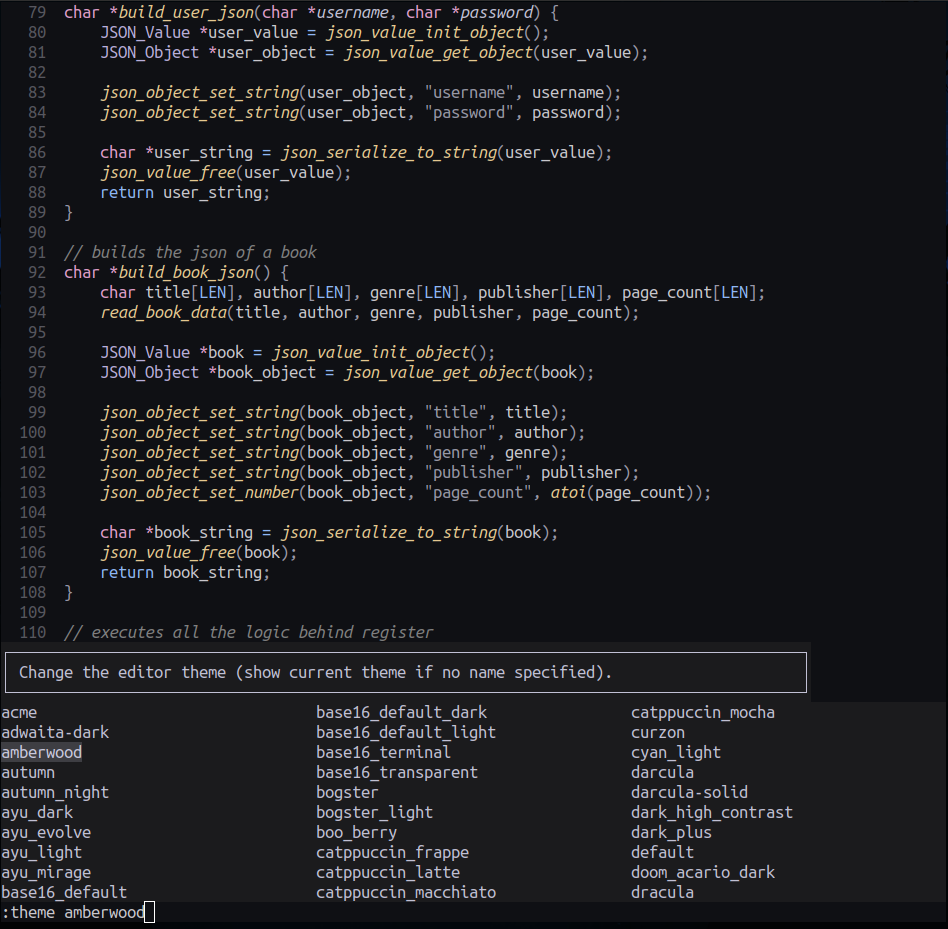 79 char *build_user_json(char *username, char *password) {
80     JSON_Value *user_value = json_value_init_object();
81     JSON_Object *user_object = json_value_get_object(user_value);
82
83     json_object_set_string(user_object, "username", username);
84     json_object_set_string(user_object, "password", password);
85
86     char *user_string = json_serialize_to_string(user_value);
87     json_value_free(user_value);
88     return user_string;
89 }
90
91 // builds the json of a book
92 char *build_book_json() {
93     char title[LEN], author[LEN], genre[LEN], publisher[LEN], page_count[LEN];
94     read_book_data(title, author, genre, publisher, page_count);
95
96     JSON_Value *book = json_value_init_object();
97     JSON_Object *book_object = json_value_get_object(book);
98
99     json_object_set_string(book_object, "title", title);
100     json_object_set_string(book_object, "author", author);
101     json_object_set_string(book_object, "genre", genre);
102     json_object_set_string(book_object, "publisher", publisher);
103     json_object_set_number(book_object, "page_count", atoi(page_count));
104
105     char *book_string = json_serialize_to_string(book);
106     json_value_free(book);
107     return book_string;
108 }
109
110 // executes all the logic behind register
Change the editor theme (show current theme if no name specified).
acme base16_default_dark catppuccin_mocha
adwaita-dark base16_default_light curzon
amberwood base16_terminal cyan_light
autumn base16_transparent darcula
autumn_night bogster darcula-solid
ayu_dark bogster_light dark_high_contrast
ayu_evolve boo_berry dark_plus
ayu_light catppuccin_frappe default
ayu_mirage catppuccin_latte doom_acario_dark
base16_default catppuccin_macchiato dracula
:theme amberwood